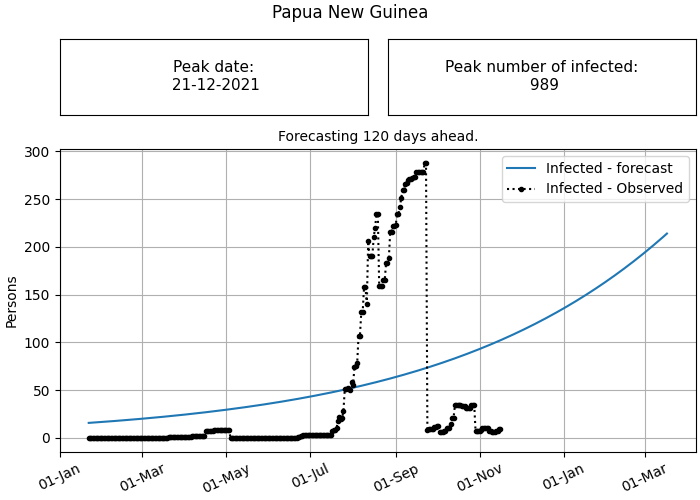 Papua New Guinea
Peak date:
21-12-2021
Peak number of infected:
989
Forecasting 120 days ahead.
300
250
200
150
100
50
0
Persons
Infected - forecast
Infected - Observed
01-Jan
01-Mar
01-May
01-Jul
01-Sep
01-Nov
01-Jan
01-Mar